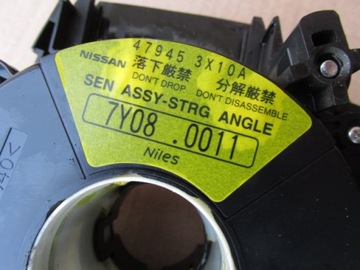 47945 3X10A
NISSAN 落下厳禁 分解厳禁
DON'T DROP DON'T DISASSEMBLE
SEN ASSY-STRG ANGLE
7Y08 .0011
Niles